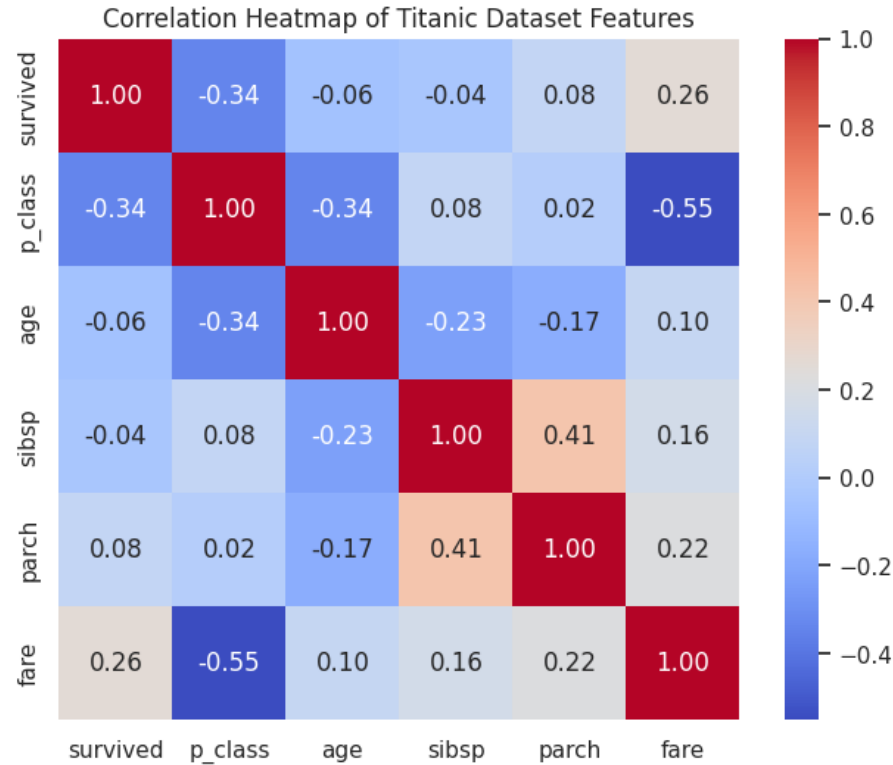 Correlation Heatmap of Titanic Dataset Features
survived 1.00 -0.34 -0.06 -0.04 0.08 0.26
p_class -0.34 1.00 -0.34 0.08 0.02 -0.55
age -0.06 -0.34 1.00 -0.23 -0.17 0.10
sibsp -0.04 0.08 -0.23 1.00 0.41 0.16
parch 0.08 0.02 -0.17 0.41 1.00 0.22
fare 0.26 -0.55 0.10 0.16 0.22 1.00
survived p_class age sibsp parch fare
1.0
0.8
0.6
0.4
0.2
0.0
−0.2
−0.4